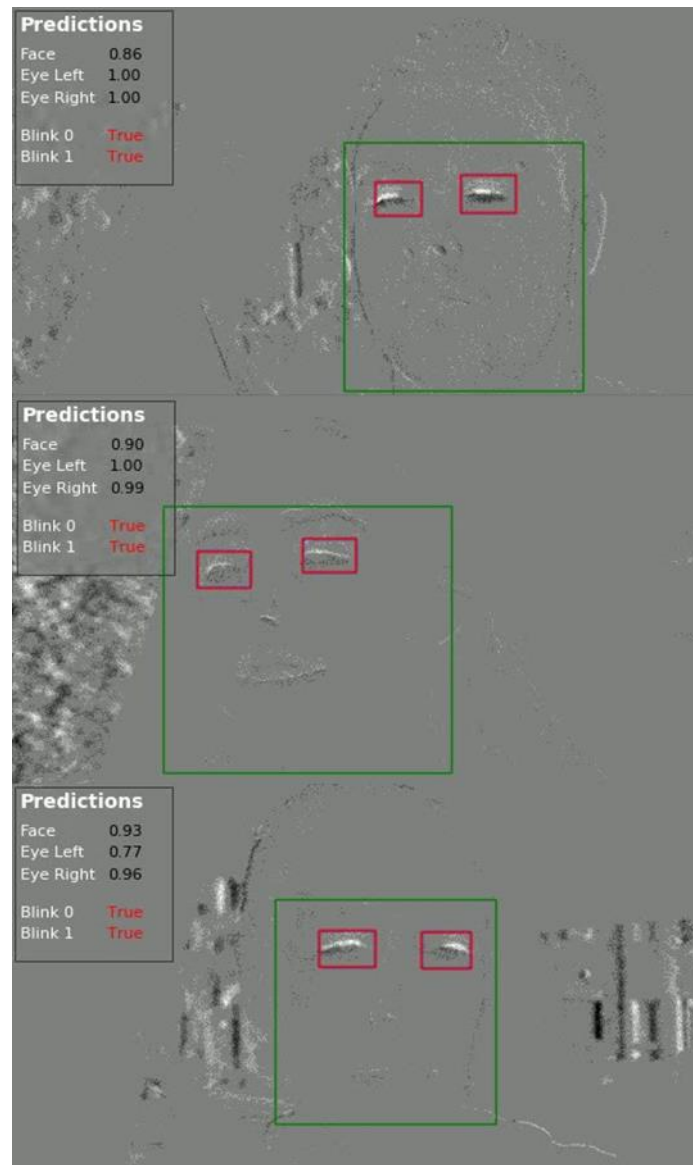 Predictions
Face 0.86
Eye Left 1.00
Eye Right 1.00
Blink 0 True
Blink 1 True
Predictions
Face 0.90
Eye Left 1.00
Eye Right 0.99
Blink 0 True
Blink 1 True
Predictions
Face 0.93
Eye Left 0.77
Eye Right 0.96
Blink 0 True
Blink 1 True